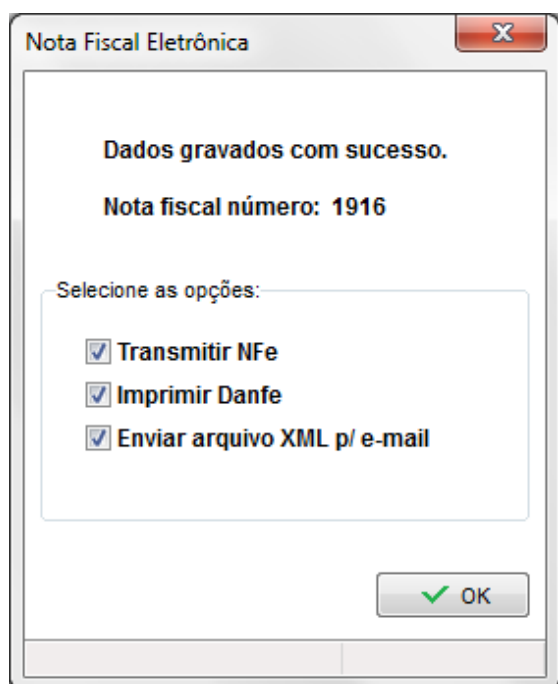 Nota Fiscal Eletrônica
Dados gravados com sucesso.
Nota fiscal número: 1916
Selecione as opções:
Transmitir NFe
Imprimir Danfe
Enviar arquivo XML p/ e-mail
OK